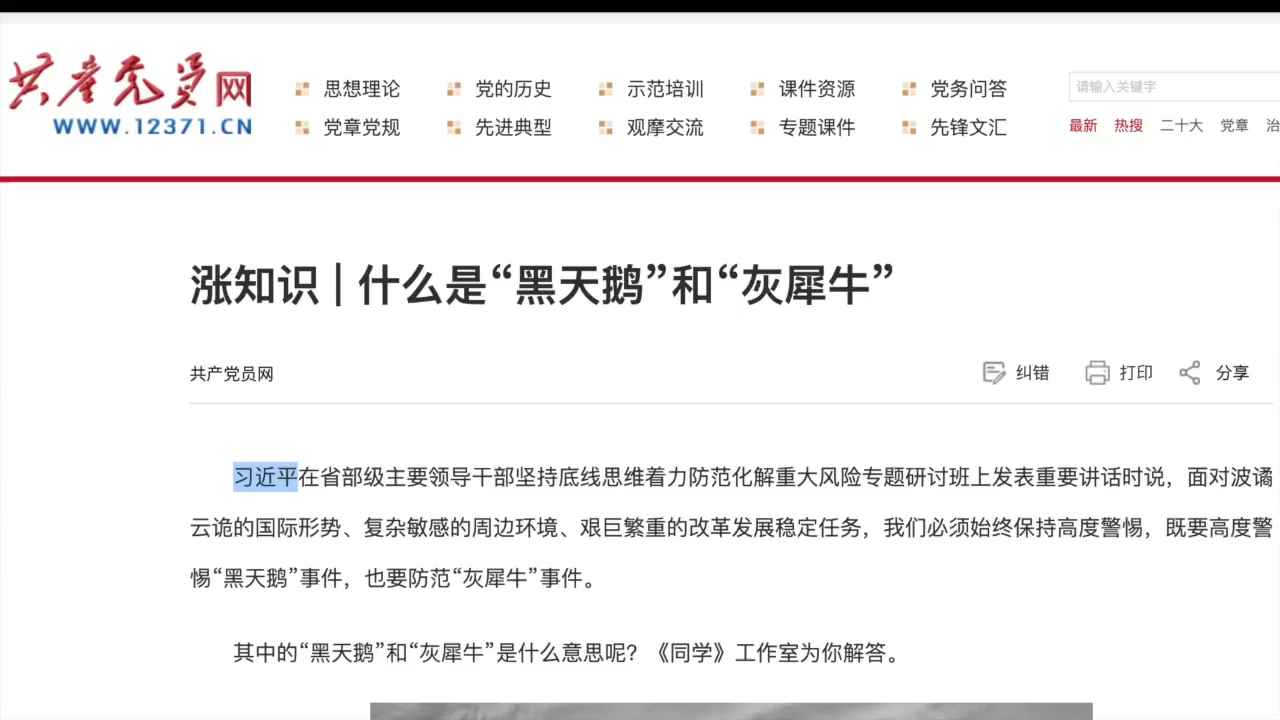 共产党员网
WWW.12371.CN
思想理论 党的历史 示范培训 课件资源 党务问答
党章党规 先进典型 观摩交流 专题课件 先锋文汇
请输入关键字
最新 热搜 二十大 党章 治
涨知识 | 什么是“黑天鹅”和“灰犀牛”
共产党员网
纠错 打印 分享
习近平在省部级主要领导干部坚持底线思维着力防范化解重大风险专题研讨班上发表重要讲话时说，面对波谲
云诡的国际形势、复杂敏感的周边环境、艰巨繁重的改革发展稳定任务，我们必须始终保持高度警惕，既要高度警
惕“黑天鹅”事件，也要防范“灰犀牛”事件。
其中的“黑天鹅”和“灰犀牛”是什么意思呢？《同学》工作室为你解答。